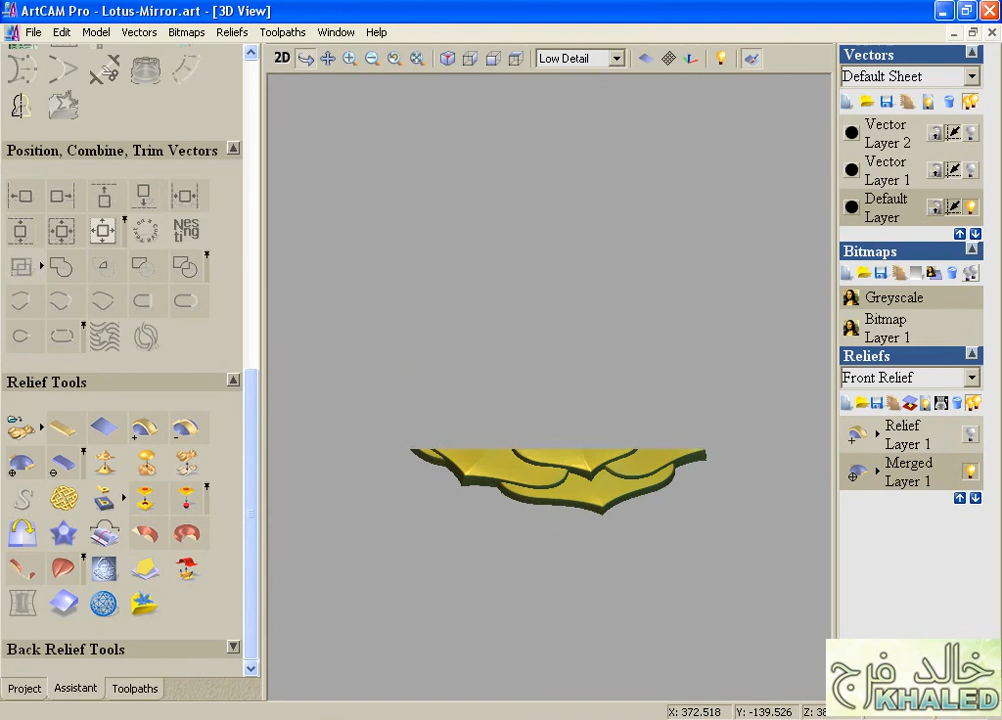 ArtCAM Pro - Lotus-Mirror.art - [3D View]
File Edit Model Vectors Bitmaps Reliefs Toolpaths Window Help
2D
Low Detail
Position, Combine, Trim Vectors
Nes
ting
Relief Tools
Back Relief Tools
Project Assistant Toolpaths
Vectors
Default Sheet
Vector
Layer 2
Vector
Layer 1
Default
Layer
Bitmaps
Greyscale
Bitmap
Layer 1
Reliefs
Front Relief
Relief
Layer 1
Merged
Layer 1
X: 372.518 Y: -139.526 Z: 38
خالد فرج
KHALED